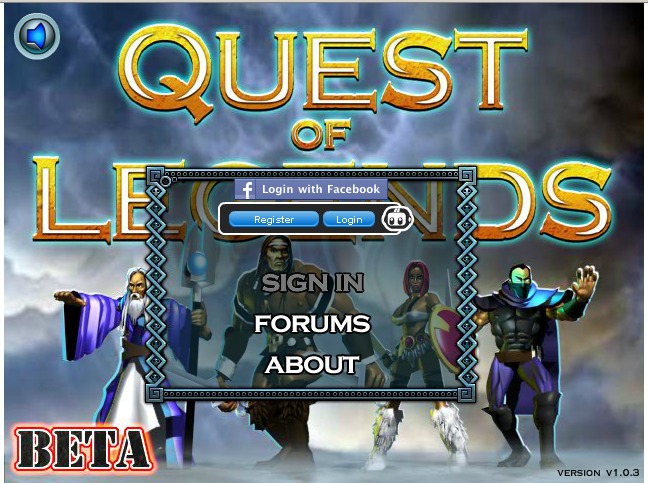 QUEST
OF
LEGENDS
Login with Facebook
Register Login
SIGN IN
FORUMS
ABOUT
BETA
VERSION V1.0.3